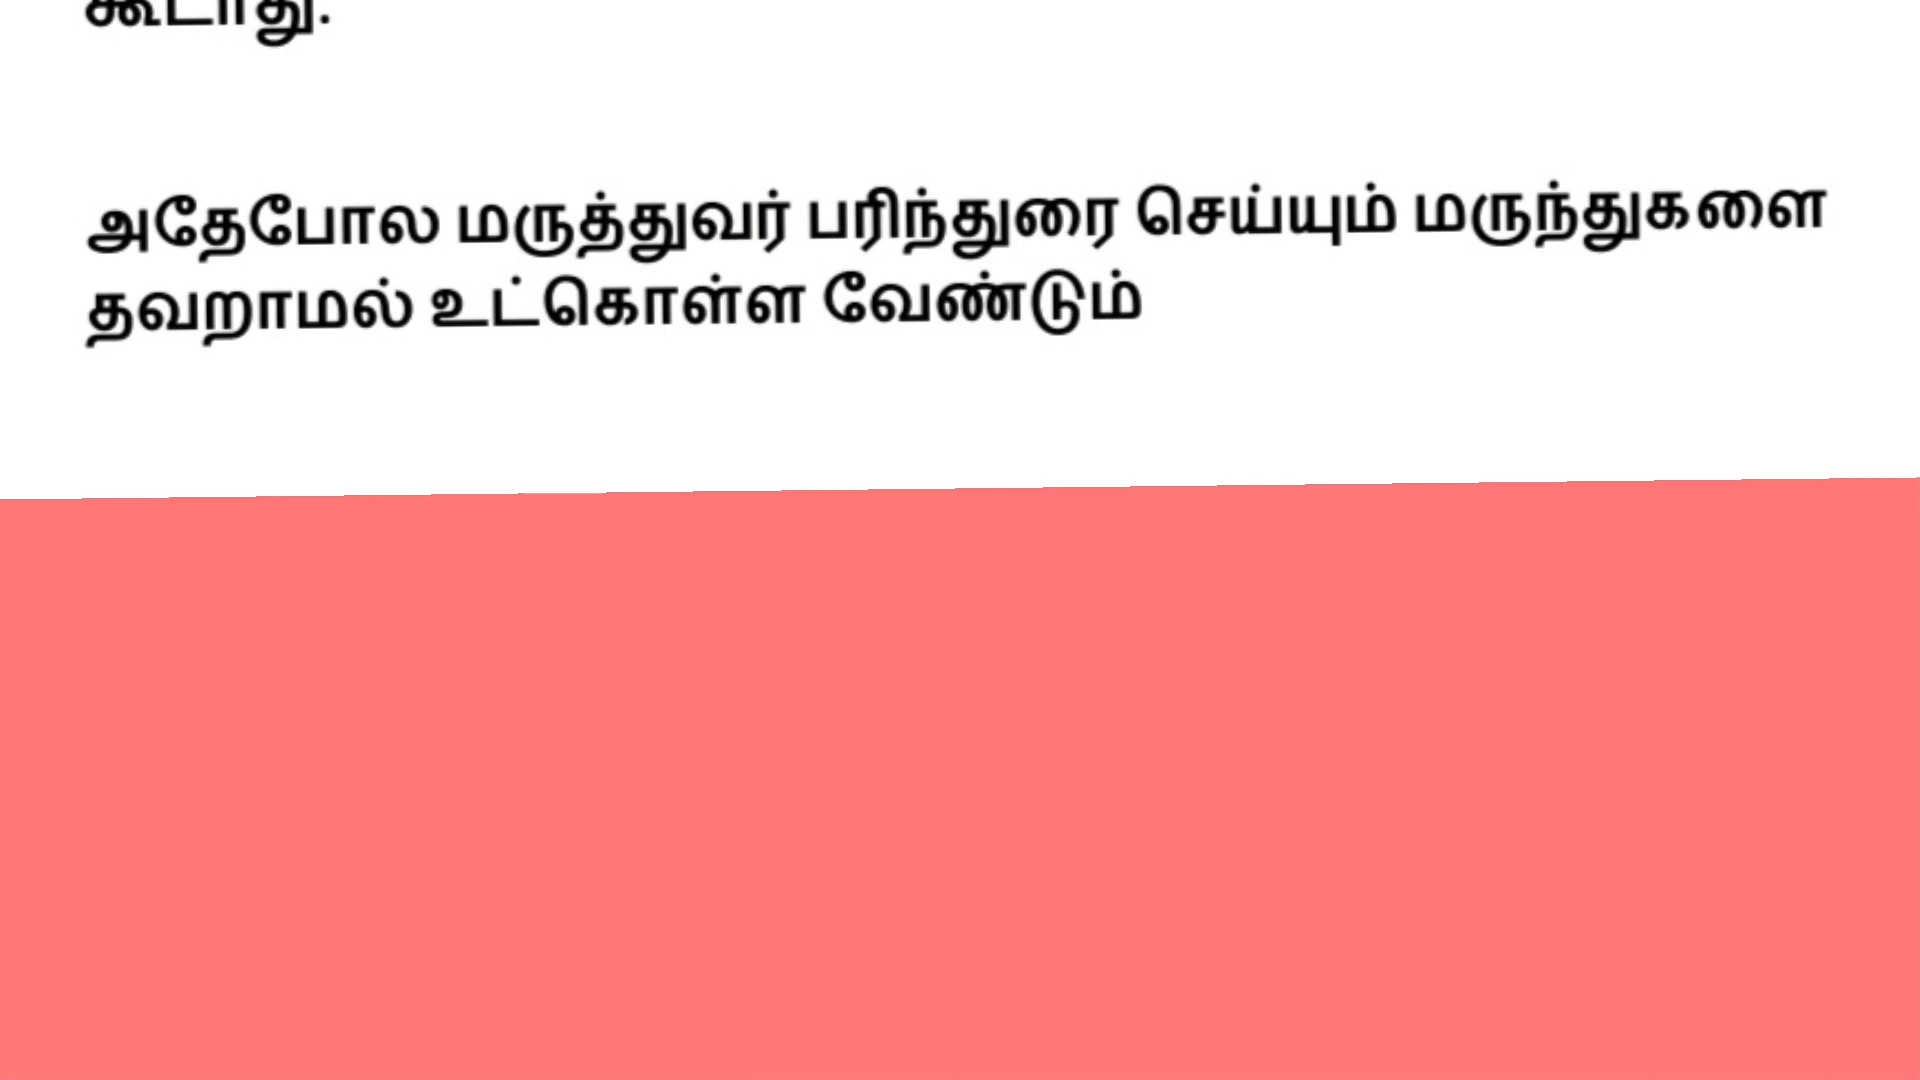 கூடாது.
அதேபோல மருத்துவர் பரிந்துரை செய்யும் மருந்துகளை
தவறாமல் உட்கொள்ள வேண்டும்